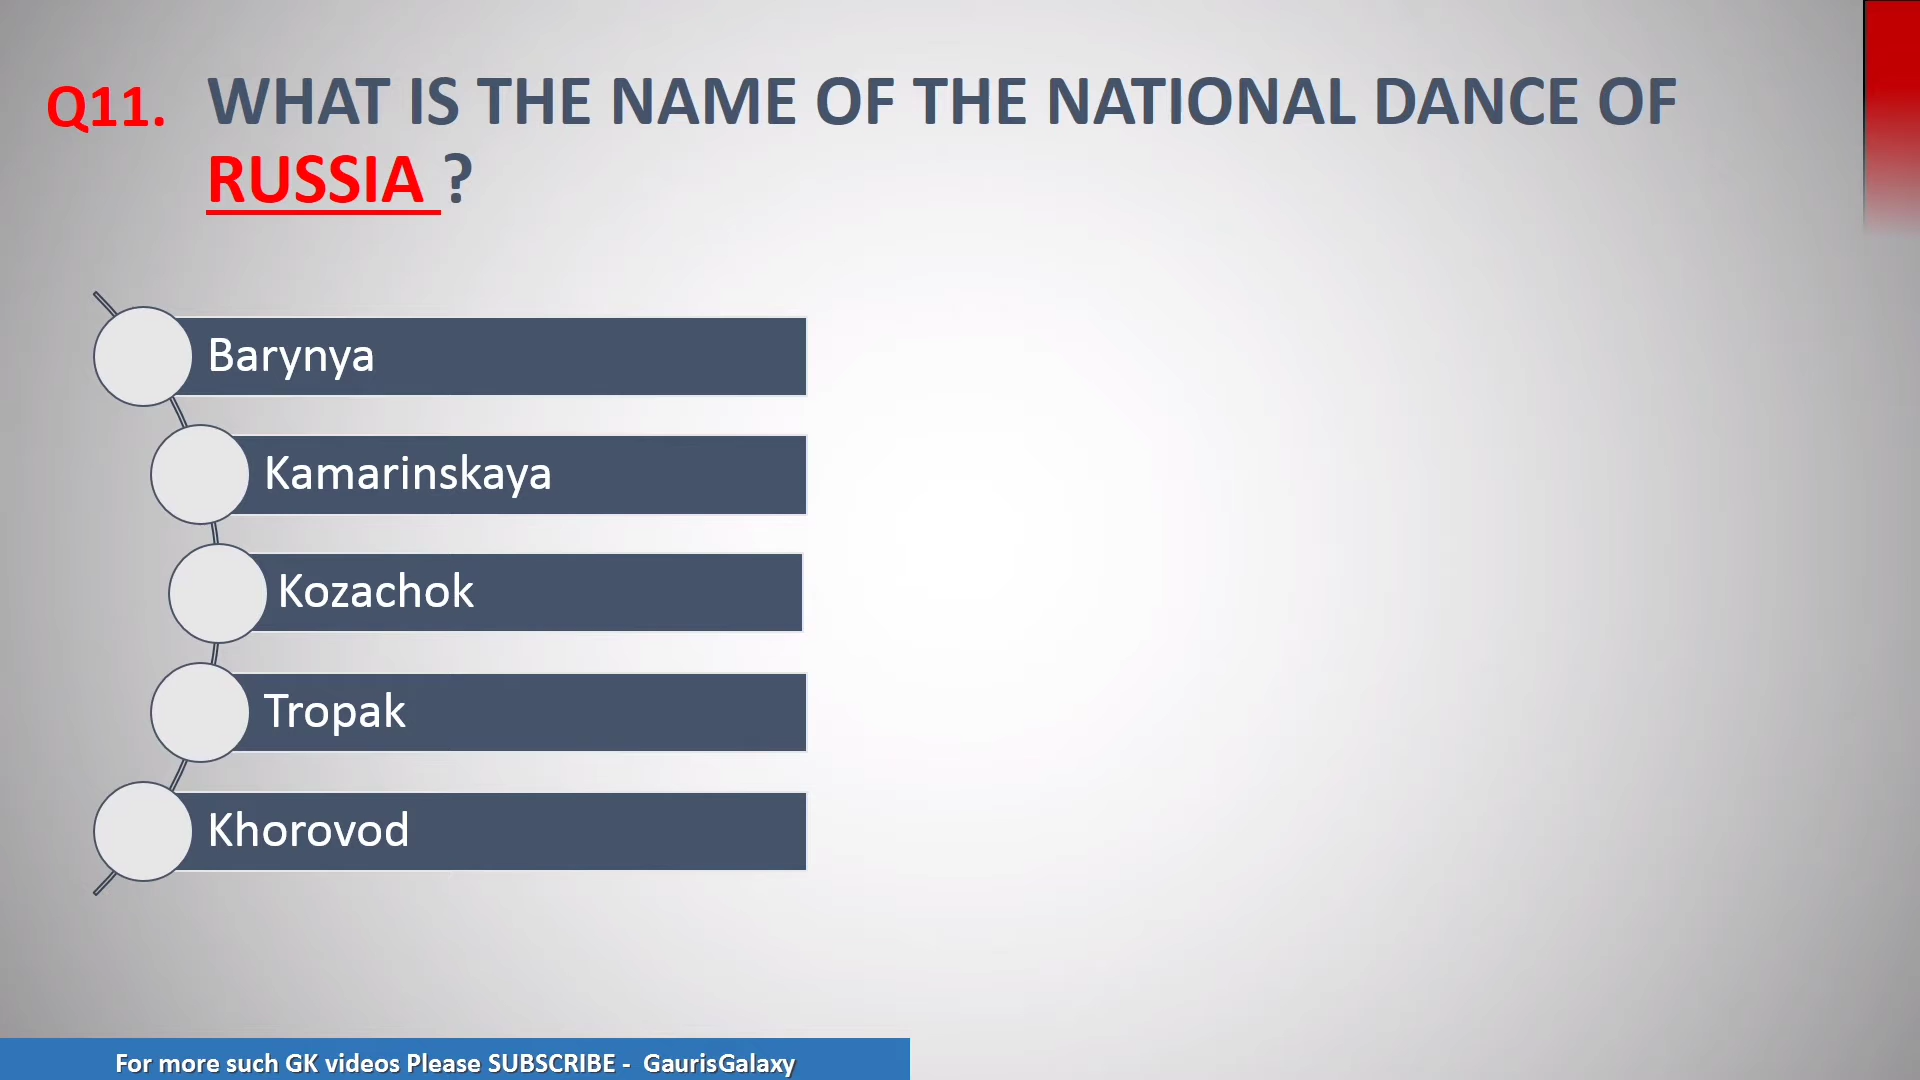 Q11. WHAT IS THE NAME OF THE NATIONAL DANCE OF
RUSSIA ?
Barynya
Kamarinskaya
Kozachok
Tropak
Khorovod
For more such GK videos Please SUBSCRIBE - GaurisGalaxy